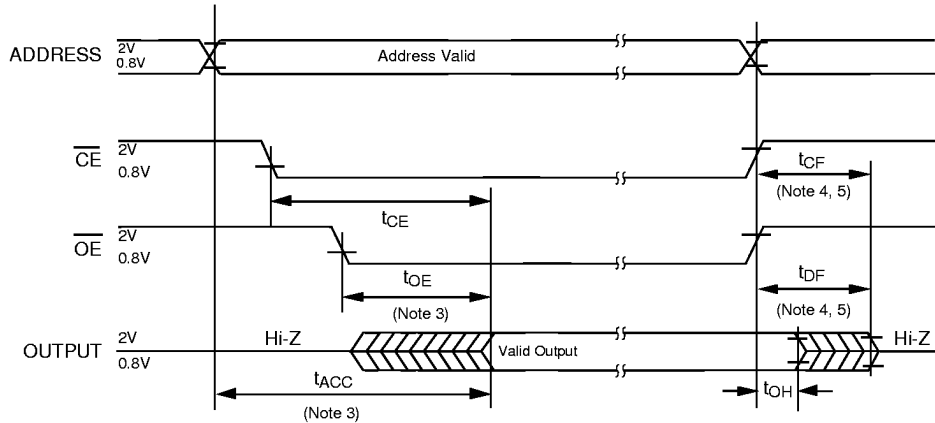 ADDRESS
2V
0.8V
Address Valid
CE
2V
0.8V
tCF
(Note 4, 5)
tCE
OE
2V
0.8V
tOE
(Note 3)
tDF
(Note 4, 5)
OUTPUT
2V
0.8V
Hi-Z
Valid Output
Hi-Z
tACC
(Note 3)
tOH